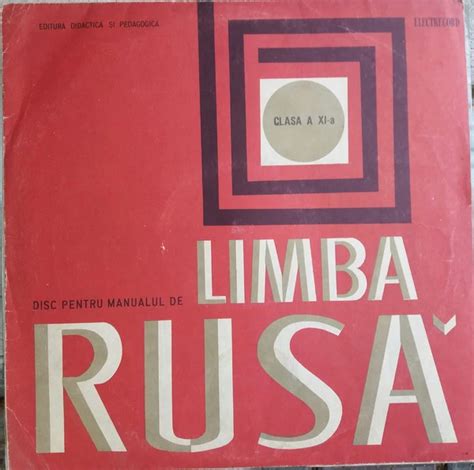 EDITURA DIDACTICA SI PEDAGOGICA
ELECTRECORD
CLASA A XI-a
DISC PENTRU MANUALUL DE
LIMBA
RUSĂ